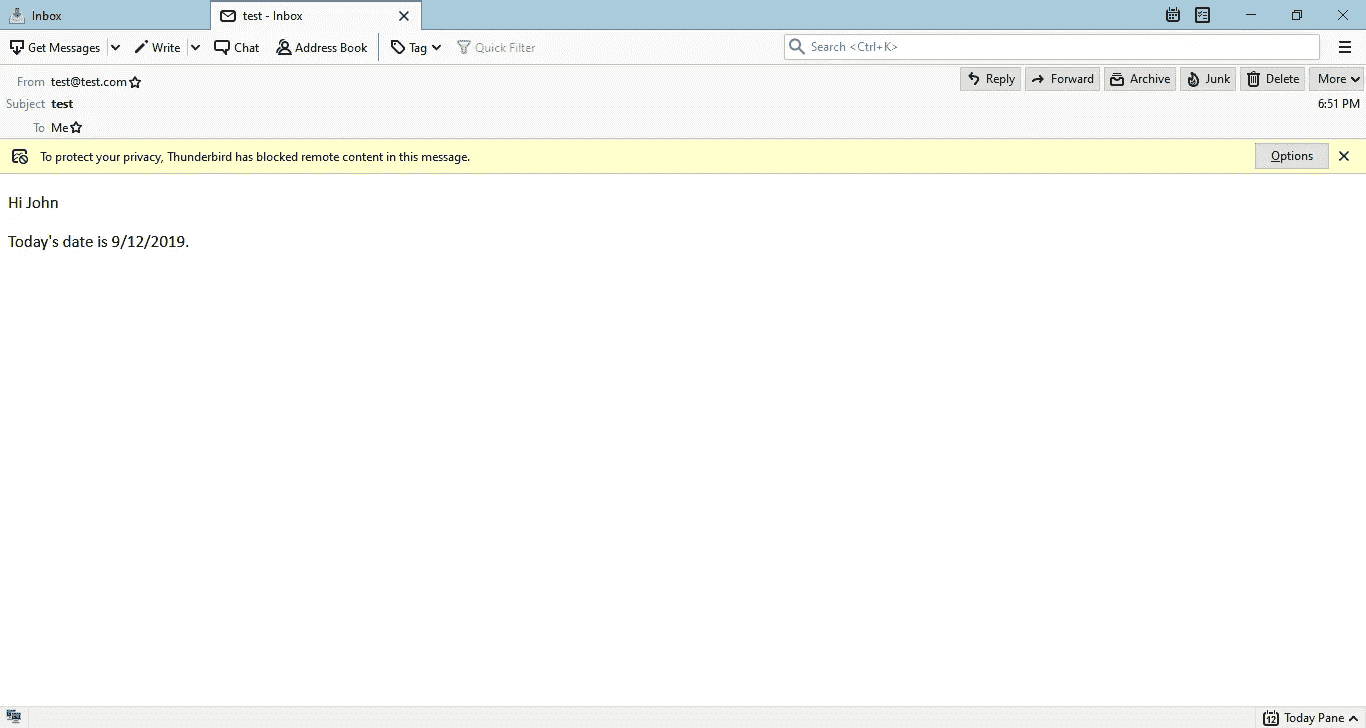 Inbox
test - Inbox
Get Messages Write Chat Address Book Tag Quick Filter Search <Ctrl+K>
From test@test.com Reply Forward Archive Junk Delete More
Subject test 6:51 PM
To Me
To protect your privacy, Thunderbird has blocked remote content in this message. Options
Hi John
Today's date is 9/12/2019.
12 Today Pane